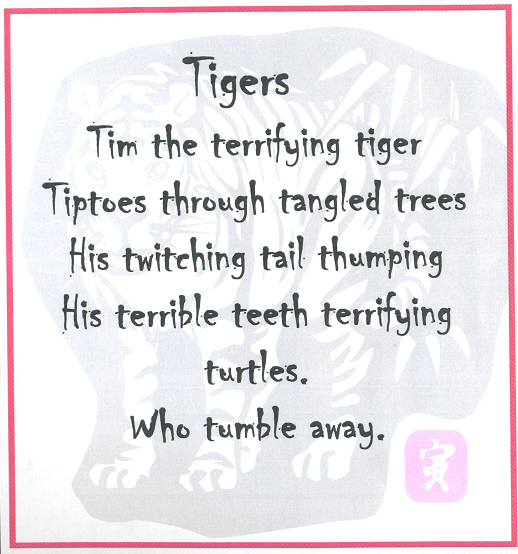 Tigers
Tim the terrifying tiger
Tiptoes through tangled trees
His twitching tail thumping
His terrible teeth terrifying
turtles.
Who tumble away.
寅